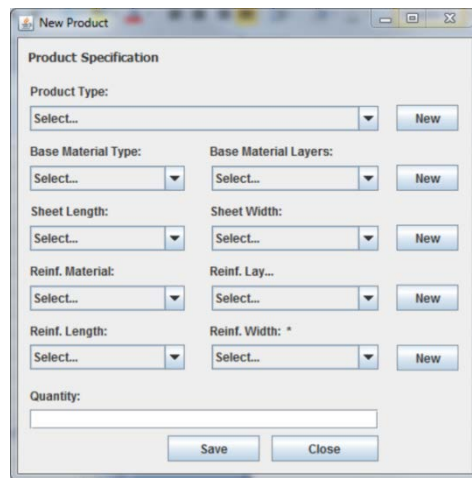 New Product
Product Specification
Product Type:
Select... New
Base Material Type: Base Material Layers:
Select... Select... New
Sheet Length: Sheet Width:
Select... Select... New
Reinf. Material: Reinf. Lay...
Select... Select... New
Reinf. Length: Reinf. Width: *
Select... Select... New
Quantity:
Save Close